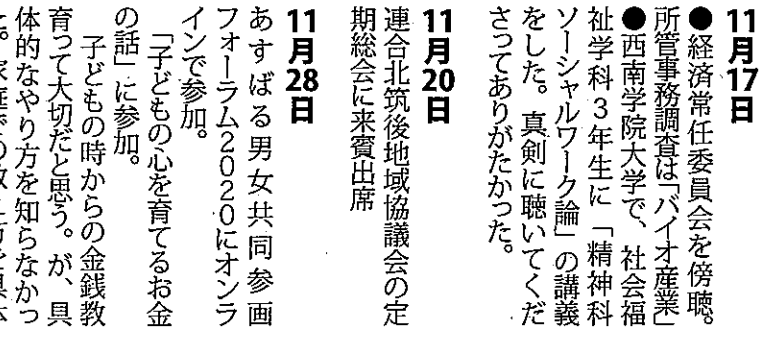 11月17日
●経済常任委員会を傍聴。
所管事務調査は「バイオ産業」
●西南学院大学で、社会福
祉学科3年生に「精神科
ソーシャルワーク論」の講義
をした。真剣に聴いてくだ
さってありがたかった。
11月20日
連合北筑後地域協議会の定
期総会に来賓出席
11月28日
あすばる男女共同参画
フォーラム2020にオンラ
インで参加。
「子どもの心を育てるお金
の話」に参加。
子どもの時からの金銭教
育って大切だと思う。が、具
体的なやり方を知らなかっ